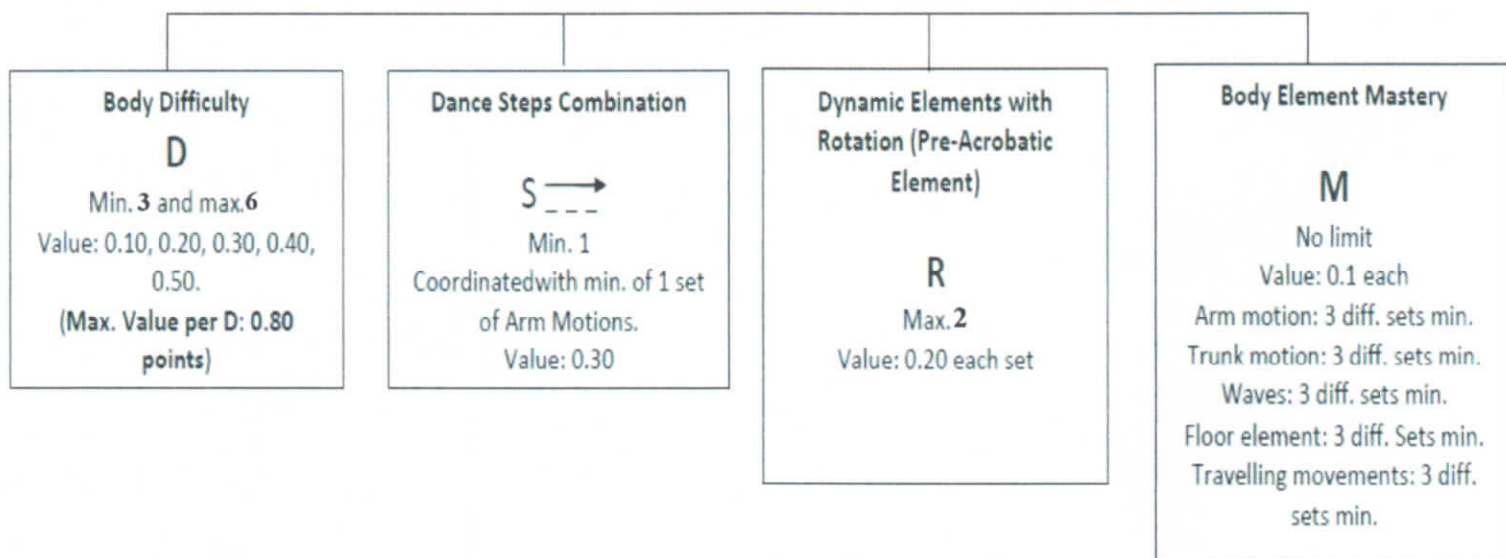 Body Difficulty
D
Min. 3 and max.6
Value: 0.10, 0.20, 0.30, 0.40,
0.50.
(Max. Value per D: 0.80
points)
Dance Steps Combination
S
Min. 1
Coordinatedwith min. of 1 set
of Arm Motions.
Value: 0.30
Dynamic Elements with
Rotation (Pre-Acrobatic
Element)
R
Max. 2
Value: 0.20 each set
Body Element Mastery
M
No limit
Value: 0.1 each
Arm motion: 3 diff. sets min.
Trunk motion: 3 diff. sets min.
Waves: 3 diff. sets min.
Floor element: 3 diff. Sets min.
Travelling movements: 3 diff.
sets min.